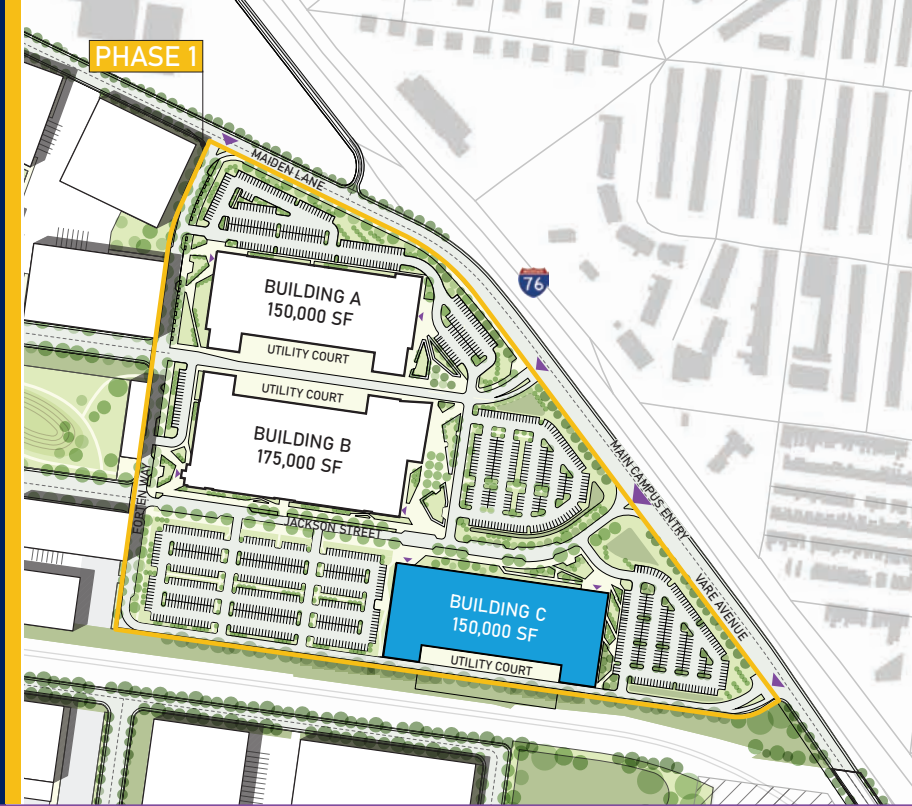 PHASE 1
MAIDEN LANE
76
BUILDING A
150,000 SF
UTILITY COURT
UTILITY COURT
BUILDING B
175,000 SF
MAIN CAMPUS ENTRY
FORTEN WAY
JACKSON STREET
VARE AVENUE
BUILDING C
150,000 SF
UTILITY COURT